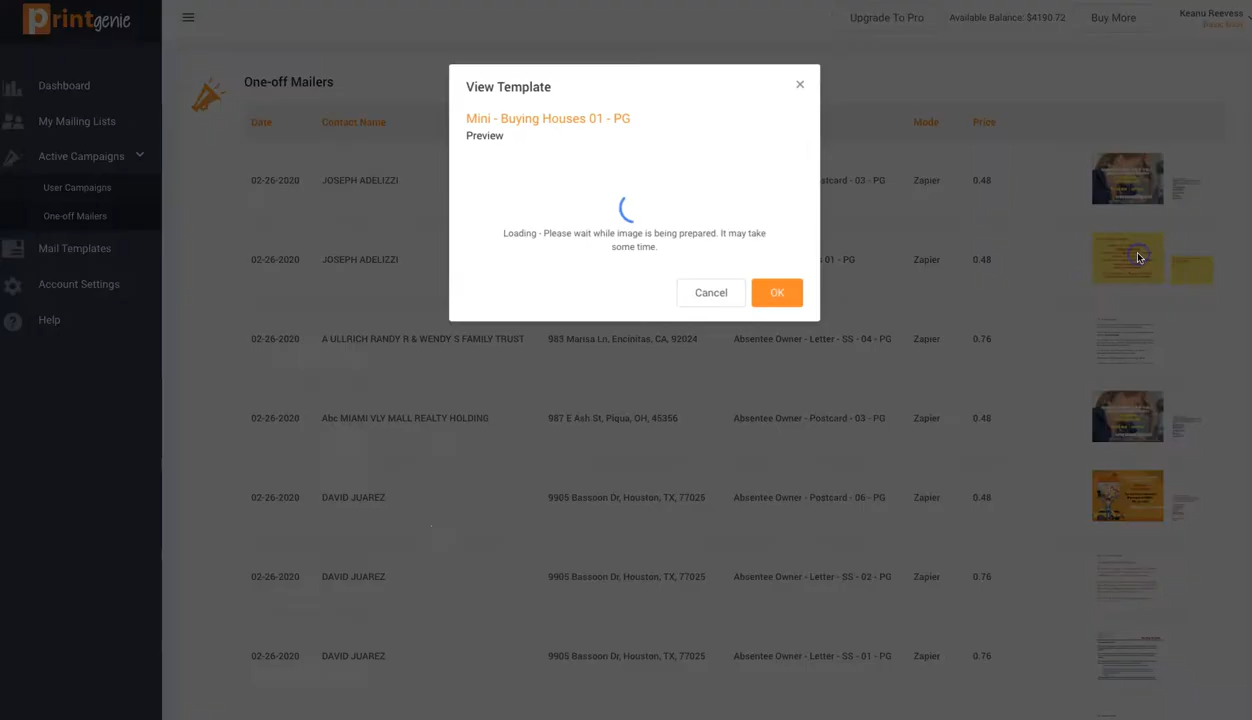 printgenie
Upgrade To Pro
Available Balance: $4190.72
Buy More
Keanu Reevess
Dashboard
My Mailing Lists
Active Campaigns
User Campaigns
One-off Mailers
Mail Templates
Account Settings
Help
One-off Mailers
Date Contact Name Mode Price
02-26-2020 JOSEPH ADELIZZI stcard - 03 - PG Zapier 0.48
02-26-2020 JOSEPH ADELIZZI 01 - PG Zapier 0.48
02-26-2020 A ULLRICH RANDY R & WENDY S FAMILY TRUST 983 Marisa Ln, Encinitas, CA, 92024 Absentee Owner - Letter - SS - 04 - PG Zapier 0.76
02-26-2020 Abc MIAMI VLY MALL REALTY HOLDING 987 E Ash St, Piqua, OH, 45356 Absentee Owner - Postcard - 03 - PG Zapier 0.48
02-26-2020 DAVID JUAREZ 9905 Bassoon Dr, Houston, TX, 77025 Absentee Owner - Postcard - 06 - PG Zapier 0.48
02-26-2020 DAVID JUAREZ 9905 Bassoon Dr, Houston, TX, 77025 Absentee Owner - Letter - SS - 02 - PG Zapier 0.76
02-26-2020 DAVID JUAREZ 9905 Bassoon Dr, Houston, TX, 77025 Absentee Owner - Letter - SS - 01 - PG Zapier 0.76
View Template
×
Mini - Buying Houses 01 - PG
Preview
Loading - Please wait while image is being prepared. It may take
some time.
Cancel
OK